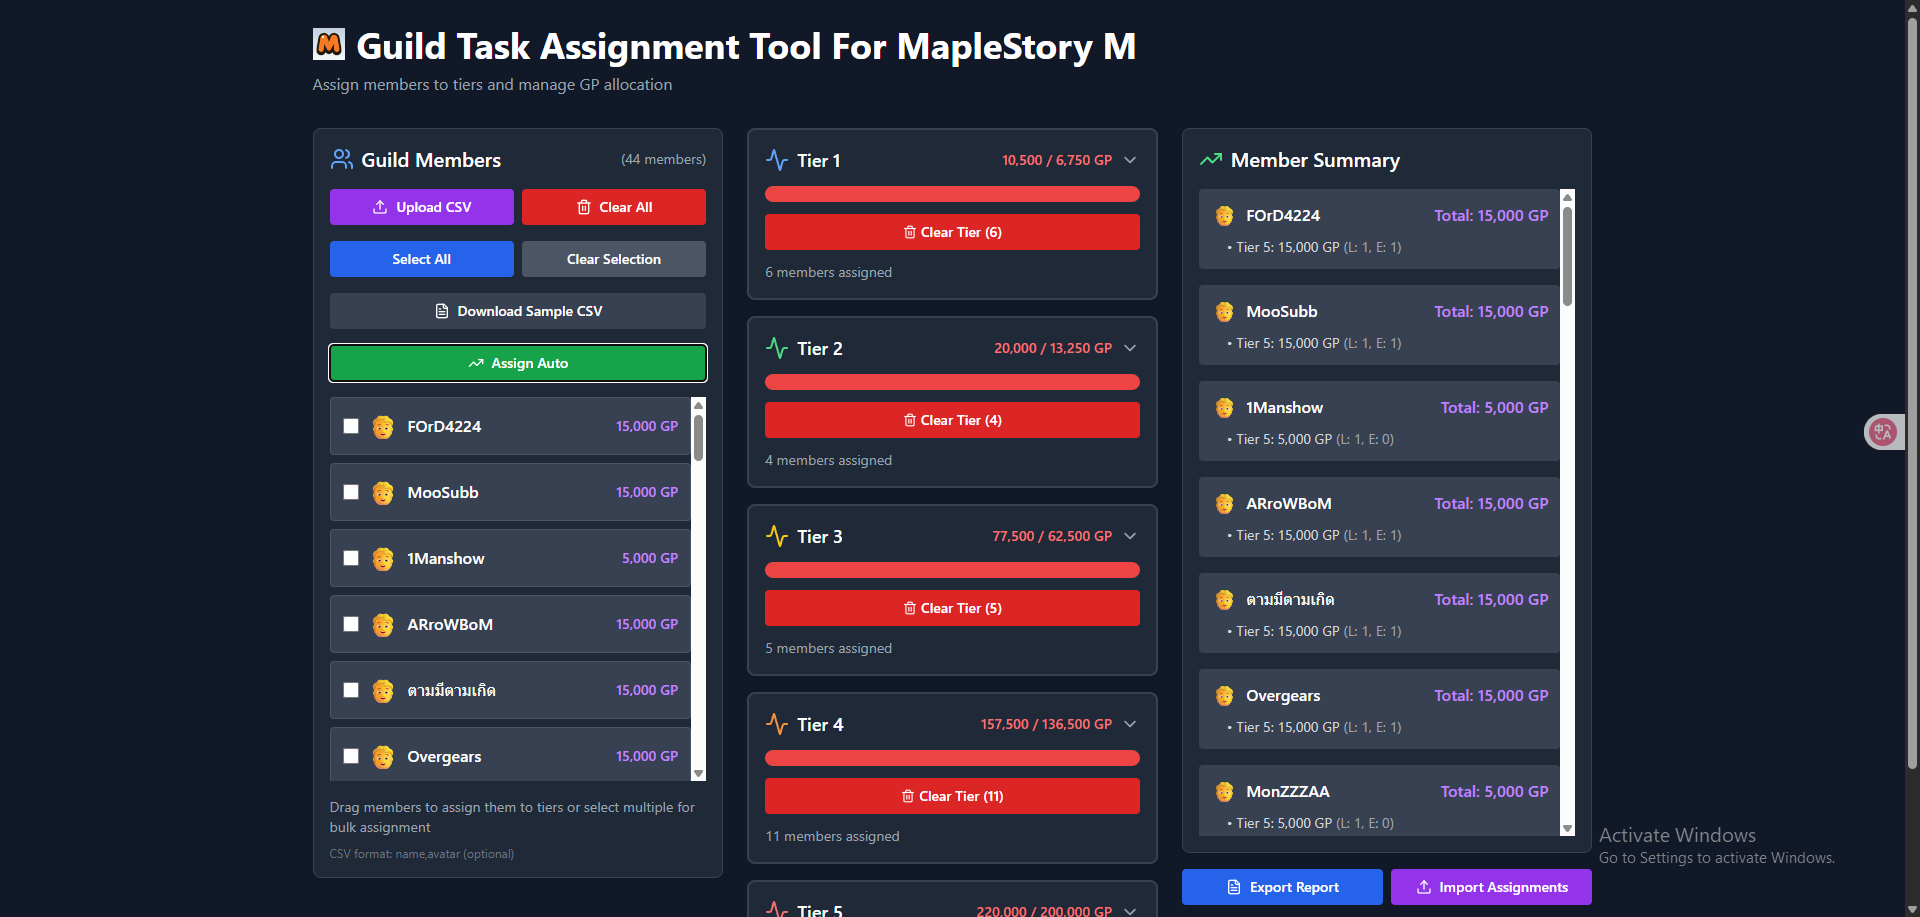 Guild Task Assignment Tool For MapleStory M
Assign members to tiers and manage GP allocation
Guild Members
(44 members)
Upload CSV
Clear All
Select All
Clear Selection
Download Sample CSV
Assign Auto
FOrD4224
15,000 GP
MooSubb
15,000 GP
1Manshow
5,000 GP
ARroWBoM
15,000 GP
ตามมีตามเกิด
15,000 GP
Overgears
15,000 GP
Drag members to assign them to tiers or select multiple for
bulk assignment
CSV format: name,avatar (optional)
Tier 1
10,500 / 6,750 GP
Clear Tier (6)
6 members assigned
Tier 2
20,000 / 13,250 GP
Clear Tier (4)
4 members assigned
Tier 3
77,500 / 62,500 GP
Clear Tier (5)
5 members assigned
Tier 4
157,500 / 136,500 GP
Clear Tier (11)
11 members assigned
Tier 5
220,000 / 200,000 GP
Member Summary
FOrD4224
Total: 15,000 GP
• Tier 5: 15,000 GP (L: 1, E: 1)
MooSubb
Total: 15,000 GP
• Tier 5: 15,000 GP (L: 1, E: 1)
1Manshow
Total: 5,000 GP
• Tier 5: 5,000 GP (L: 1, E: 0)
ARroWBoM
Total: 15,000 GP
• Tier 5: 15,000 GP (L: 1, E: 1)
ตามมีตามเกิด
Total: 15,000 GP
• Tier 5: 15,000 GP (L: 1, E: 1)
Overgears
Total: 15,000 GP
• Tier 5: 15,000 GP (L: 1, E: 1)
MonZZZAA
Total: 5,000 GP
• Tier 5: 5,000 GP (L: 1, E: 0)
Export Report
Import Assignments
Activate Windows
Go to Settings to activate Windows.